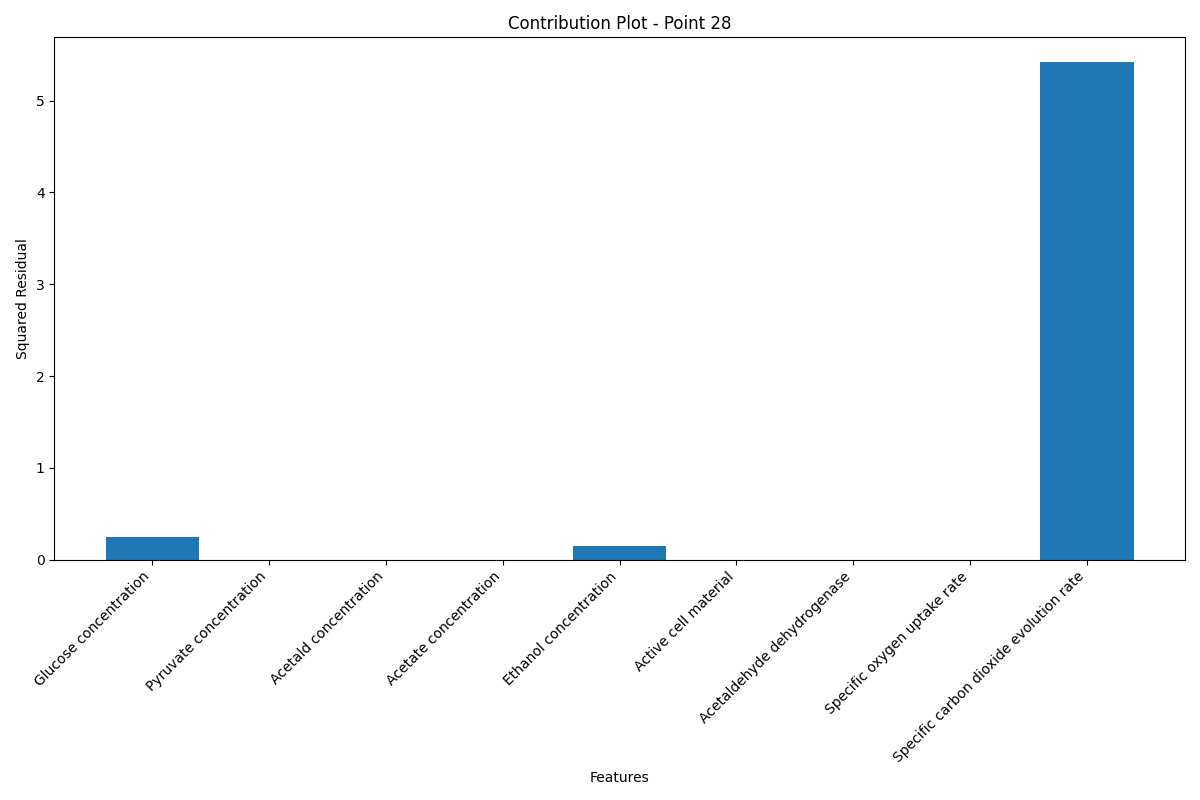 Contribution Plot - Point 28
Squared Residual
5
4
3
2
1
0
Glucose concentration
Pyruvate concentration
Acetald concentration
Acetate concentration
Ethanol concentration
Active cell material
Acetaldehyde dehydrogenase
Specific oxygen uptake rate
Specific carbon dioxide evolution rate
Features